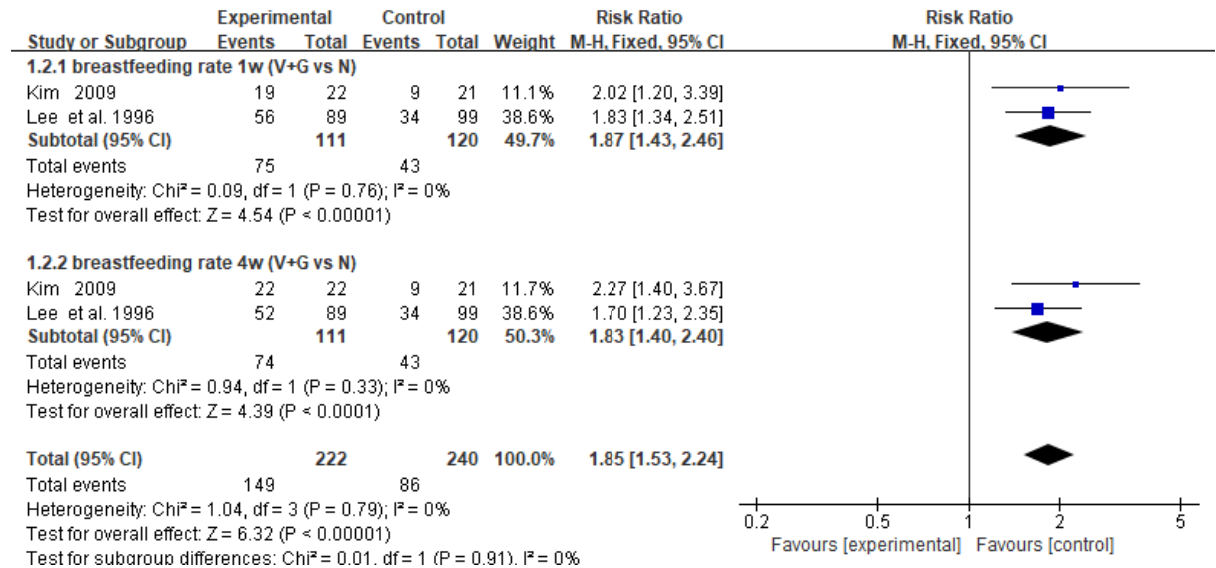 Experimental Control Risk Ratio Risk Ratio
Study or Subgroup Events Total Events Total Weight M-H, Fixed, 95% CI M-H, Fixed, 95% CI
1.2.1 breastfeeding rate 1w (V+G vs N)
Kim 2009 19 22 9 21 11.1% 2.02 [1.20, 3.39]
Lee et al. 1996 56 89 34 99 38.6% 1.83 [1.34, 2.51]
Subtotal (95% CI) 111 120 49.7% 1.87 [1.43, 2.46]
Total events 75 43
Heterogeneity: Chi² = 0.09, df = 1 (P = 0.76); I² = 0%
Test for overall effect: Z = 4.54 (P < 0.00001)
1.2.2 breastfeeding rate 4w (V+G vs N)
Kim 2009 22 22 9 21 11.7% 2.27 [1.40, 3.67]
Lee et al. 1996 52 89 34 99 38.6% 1.70 [1.23, 2.35]
Subtotal (95% CI) 111 120 50.3% 1.83 [1.40, 2.40]
Total events 74 43
Heterogeneity: Chi² = 0.94, df = 1 (P = 0.33); I² = 0%
Test for overall effect: Z = 4.39 (P < 0.0001)
Total (95% CI) 222 240 100.0% 1.85 [1.53, 2.24]
Total events 149 86
Heterogeneity: Chi² = 1.04, df = 3 (P = 0.79); I² = 0%
Test for overall effect: Z = 6.32 (P < 0.00001)
Test for subgroup differences: Chi² = 0.01, df = 1 (P = 0.91), I² = 0%
0.2 0.5 1 2 5
Favours [experimental] Favours [control]